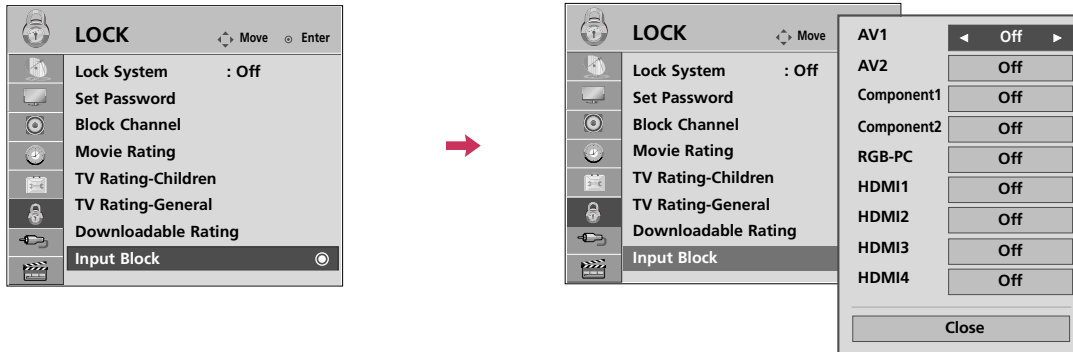 LOCK Move Enter
Lock System : Off
Set Password
Block Channel
Movie Rating
TV Rating-Children
TV Rating-General
Downloadable Rating
Input Block
LOCK Move
Lock System : Off
Set Password
Block Channel
Movie Rating
TV Rating-Children
TV Rating-General
Downloadable Rating
Input Block
AV1 ◄ Off ►
AV2 Off
Component1 Off
Component2 Off
RGB-PC Off
HDMI1 Off
HDMI2 Off
HDMI3 Off
HDMI4 Off
Close